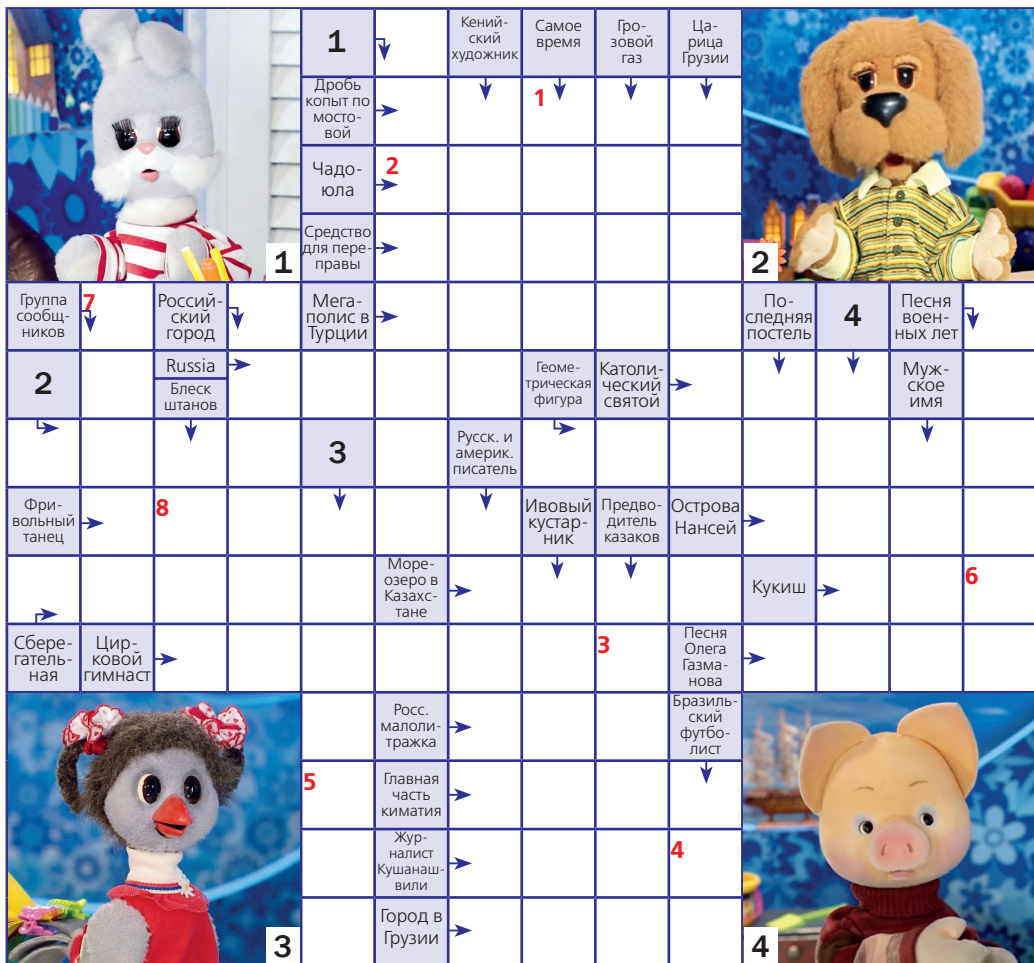 1
Кений-
ский
художник
Самое
время
Гро-
зовой
газ
Ца-
рица
Грузии
Дробь
копыт по
мосто-
вой
1
Чадо-
юла
2
Средство
для пере-
правы
1
2
Группа
сообщ-
ников
7
Россий-
ский
город
Мега-
полис в
Турции
По-
следняя
постель
4
Песня
воен-
ных лет
2
Russia
Блеск
штанов
Геоме-
трическая
фигура
Католи-
ческий
святой
Муж-
ское
имя
3
Русск. и
америк.
писатель
Фри-
вольный
танец
8
Ивовый
кустар-
ник
Предво-
дитель
казаков
Острова
Нансей
Море-
озеро в
Казахс-
тане
Кукиш
6
Сбере-
гатель-
ная
Цир-
ковой
гимнаст
3
Песня
Олега
Газма-
нова
Росс.
малоли-
тражка
Бразиль-
ский
футбо-
лист
5
Главная
часть
киматия
Жур-
налист
Кушанаш-
вили
4
Город в
Грузии
3
4